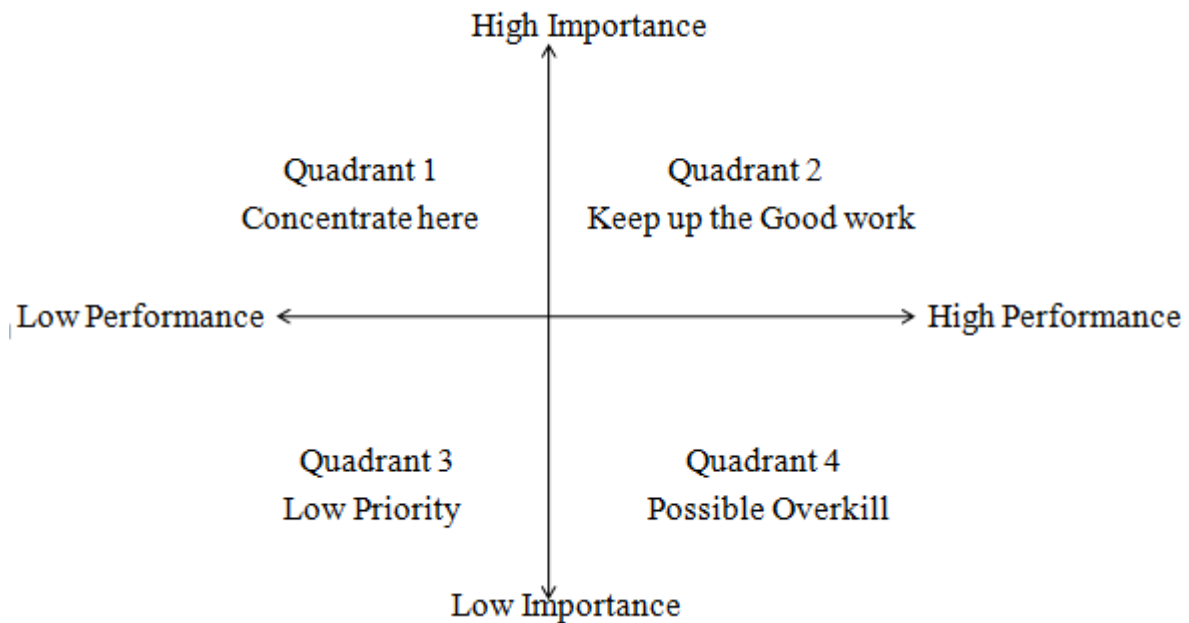 High Importance
Quadrant 1
Concentrate here
Quadrant 2
Keep up the Good work
Low Performance
High Performance
Quadrant 3
Low Priority
Quadrant 4
Possible Overkill
Low Importance